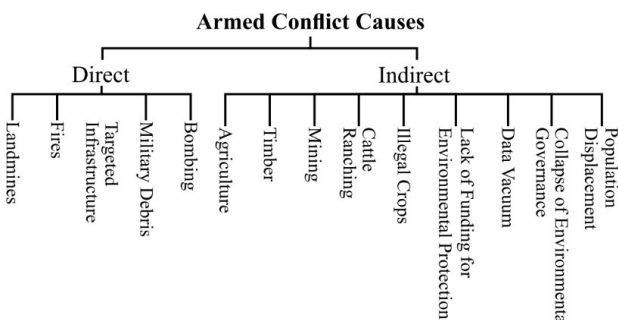 Armed Conflict Causes
Direct
Indirect
Landmines
Fires
Targeted
Infrastructure
Military Debris
Bombing
Agriculture
Timber
Mining
Cattle
Ranching
Illegal Crops
Lack of Funding for
Environmental Protection
Data Vacuum
Collapse of Environmenta
Governance
Population
Displacement